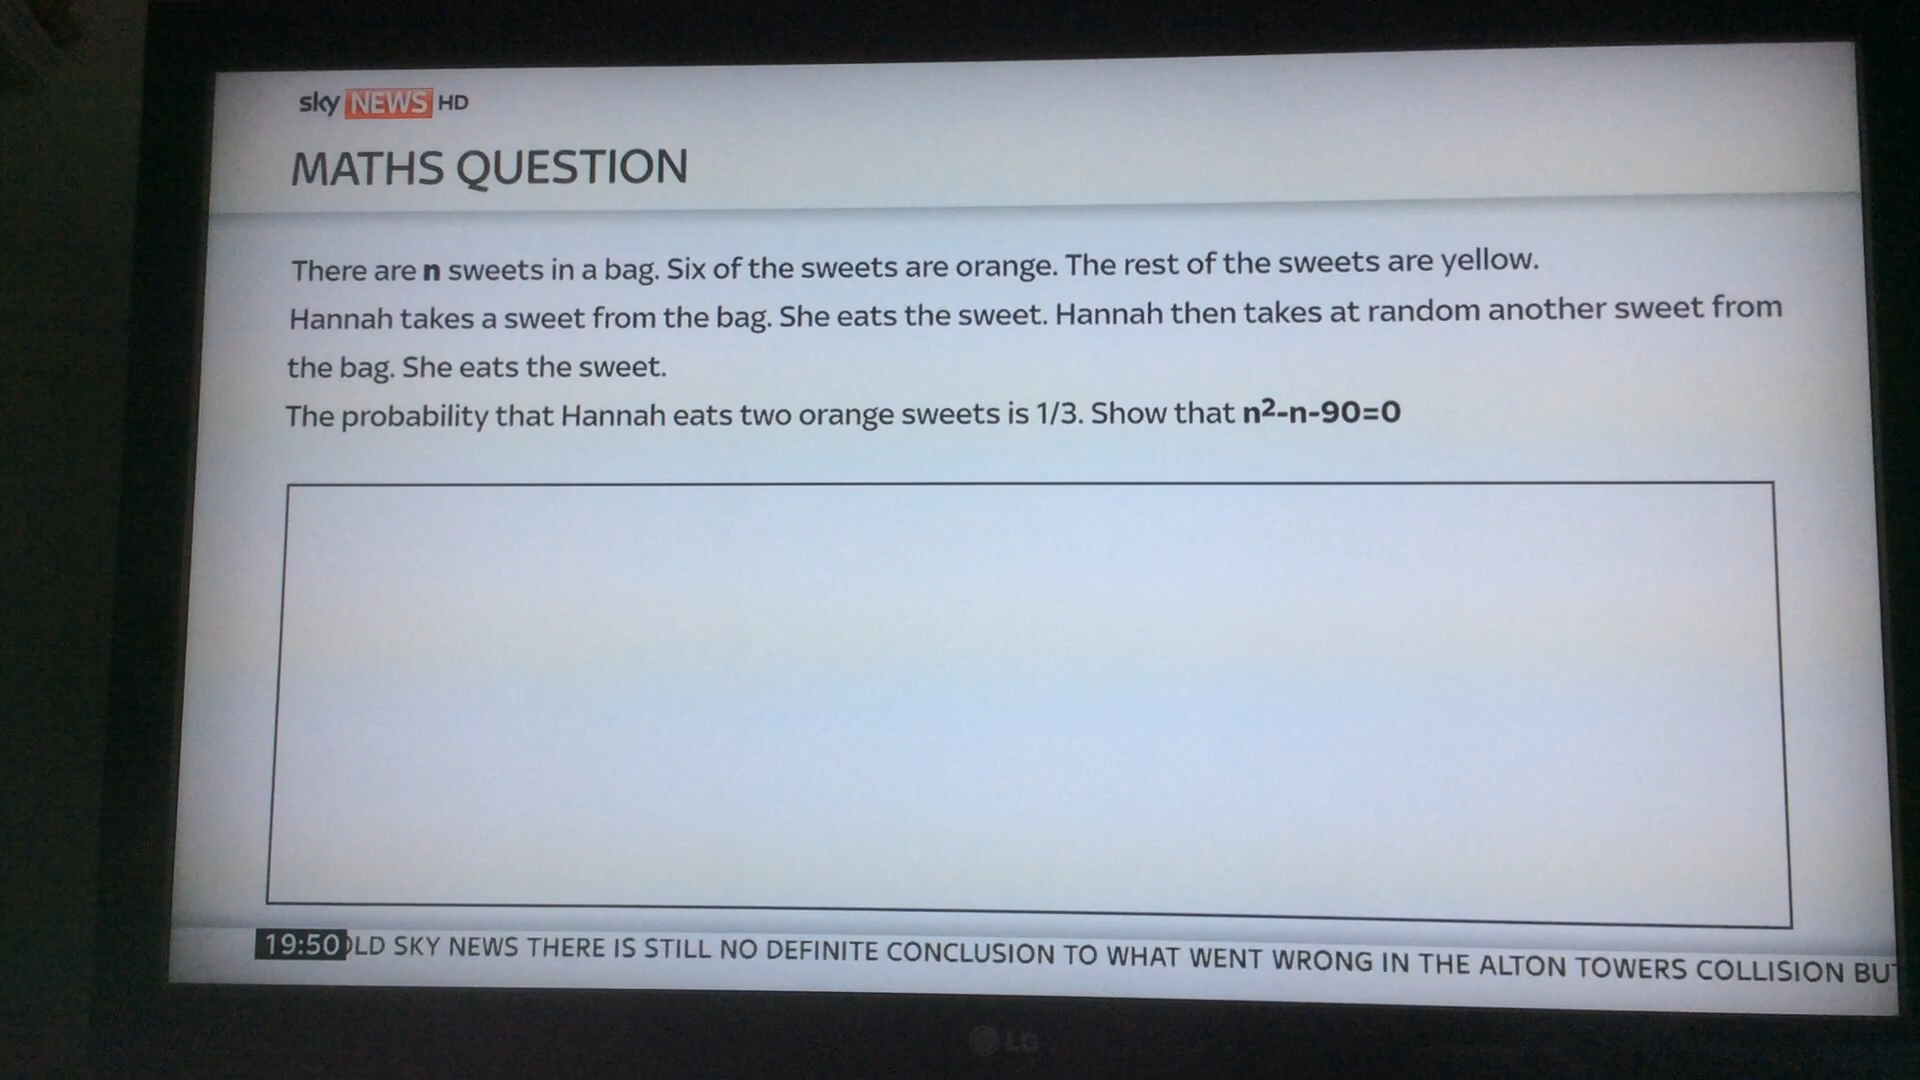 sky NEWS HD
MATHS QUESTION
There are n sweets in a bag. Six of the sweets are orange. The rest of the sweets are yellow.
Hannah takes a sweet from the bag. She eats the sweet. Hannah then takes at random another sweet from
the bag. She eats the sweet.
The probability that Hannah eats two orange sweets is 1/3. Show that n²-n-90=0
19:50 LD SKY NEWS THERE IS STILL NO DEFINITE CONCLUSION TO WHAT WENT WRONG IN THE ALTON TOWERS COLLISION BUT
LG